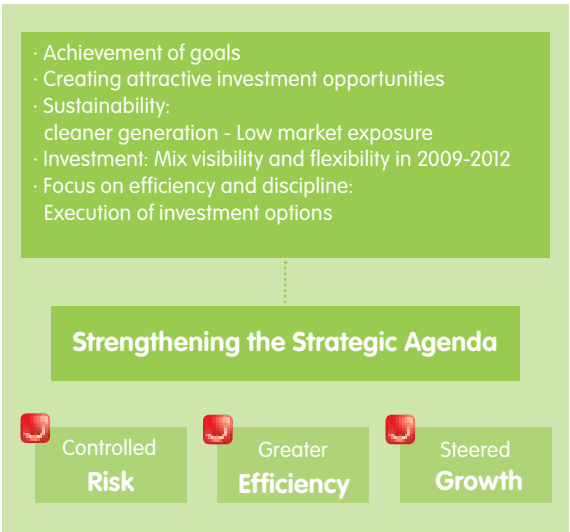 · Achievement of goals
· Creating attractive investment opportunities
· Sustainability:
cleaner generation - Low market exposure
· Investment: Mix visibility and flexibility in 2009-2012
· Focus on efficiency and discipline:
Execution of investment options
Strengthening the Strategic Agenda
Controlled
Risk
Greater
Efficiency
Steered
Growth